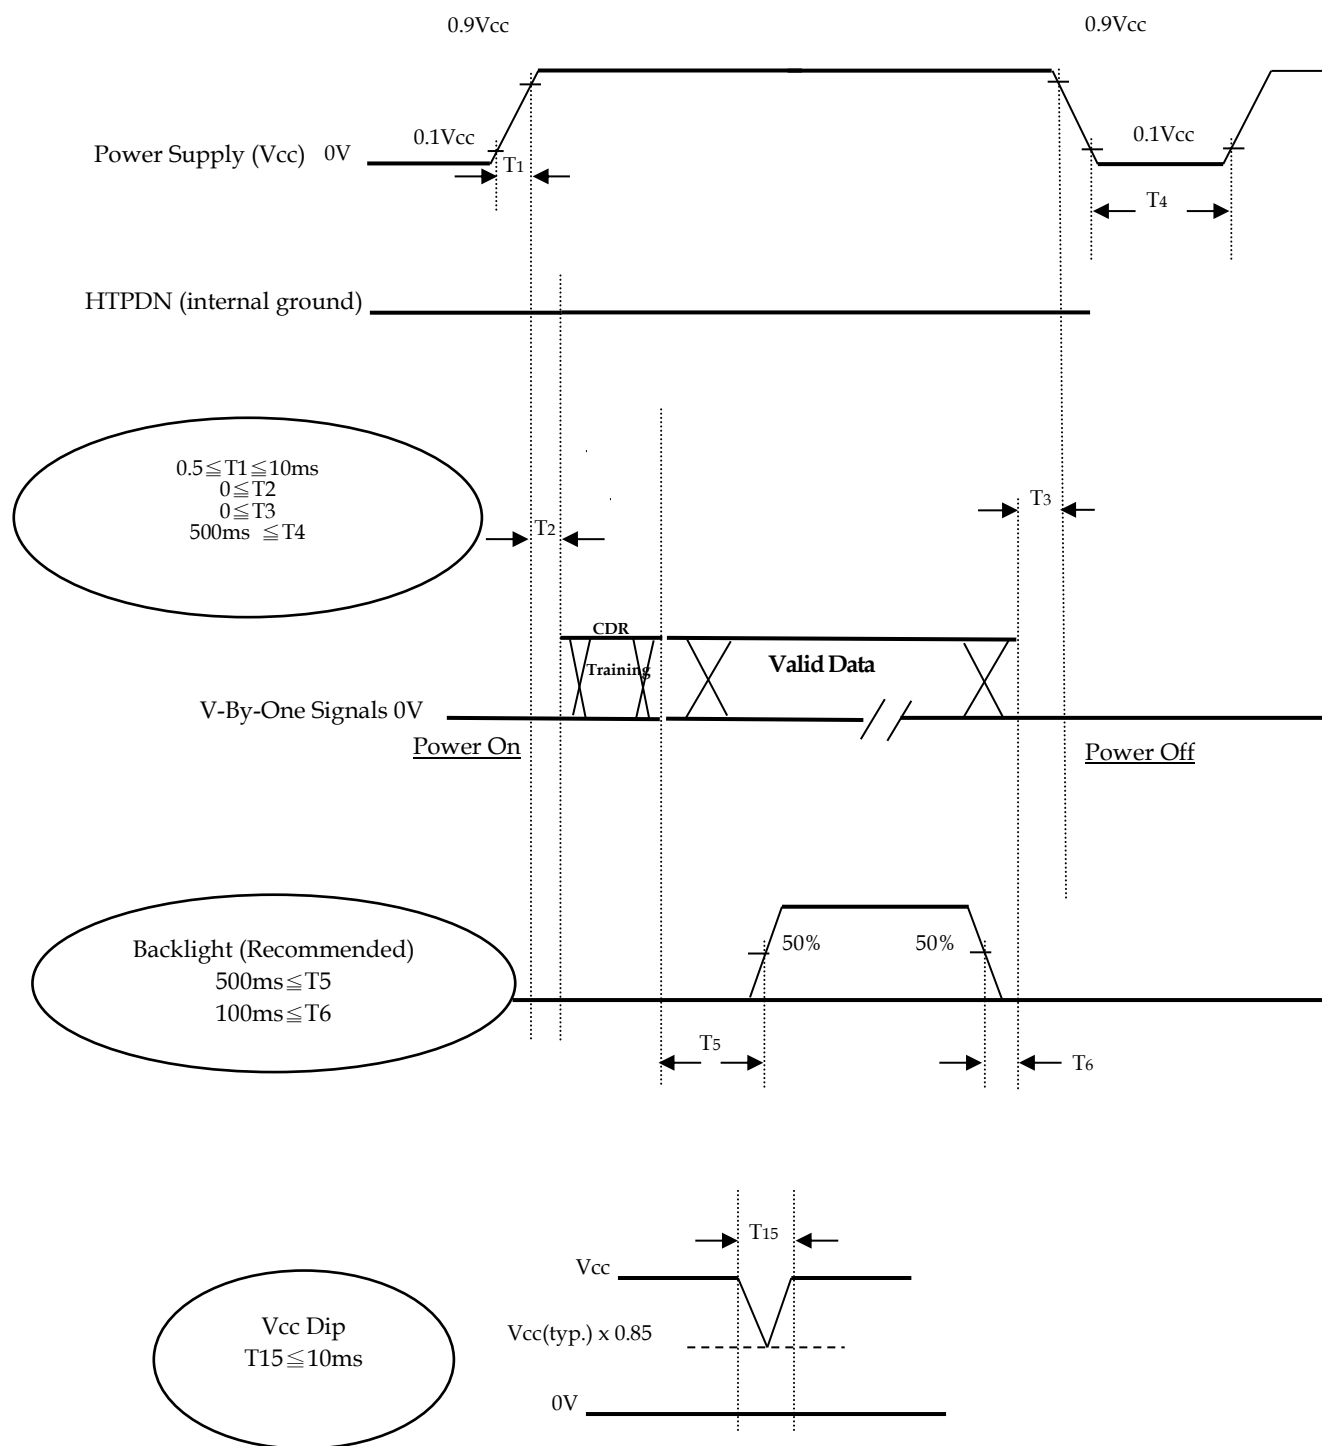 0.9Vcc
0.9Vcc
0.1Vcc
0.1Vcc
Power Supply (Vcc) 0V
T1
T4
HTPDN (internal ground)
0.5≦T1≦10ms
0≦T2
0≦T3
500ms ≦T4
T3
T2
CDR
Training
Valid Data
V-By-One Signals 0V
Power On
Power Off
Backlight (Recommended)
500ms≦T5
100ms≦T6
50%
50%
T5
T6
T15
Vcc
Vcc Dip
T15≦10ms
Vcc(typ.) x 0.85
0V